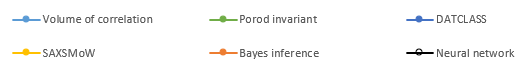 Volume of correlation Porod invariant DATCLASS
SAXSMoW Bayes inference Neural network